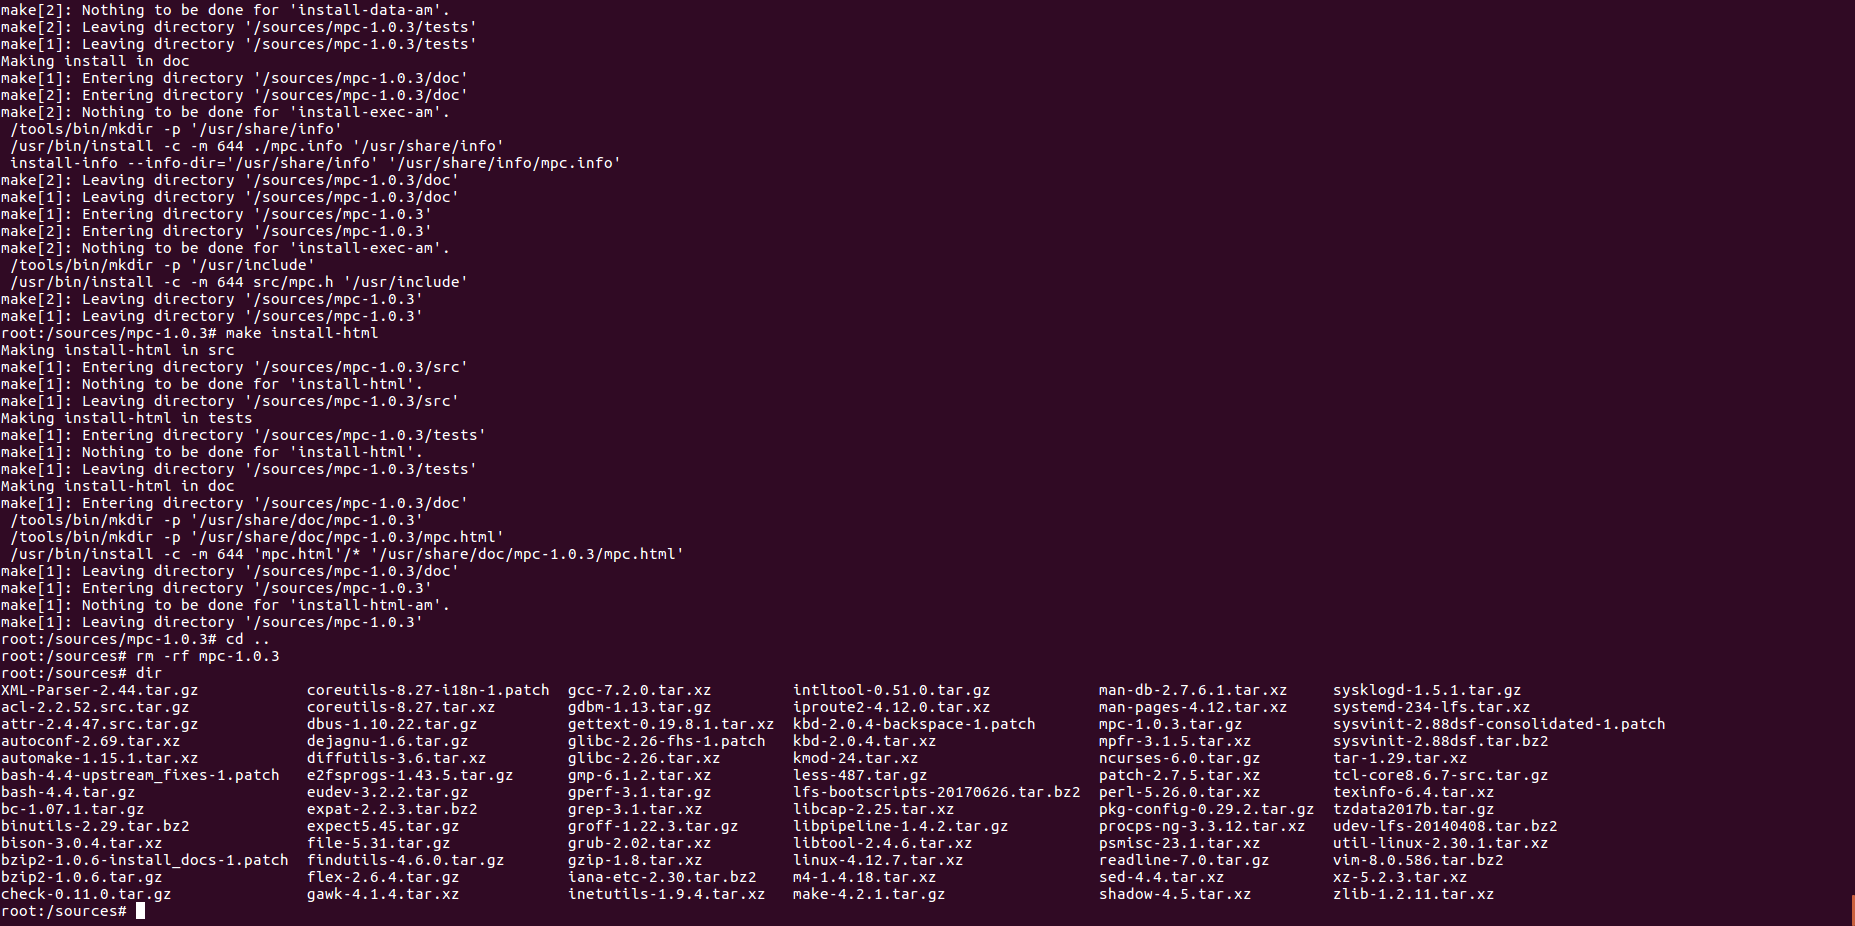 make[2]: Nothing to be done for 'install-data-am'.
make[2]: Leaving directory '/sources/mpc-1.0.3/tests'
make[1]: Leaving directory '/sources/mpc-1.0.3/tests'
Making install in doc
make[1]: Entering directory '/sources/mpc-1.0.3/doc'
make[2]: Entering directory '/sources/mpc-1.0.3/doc'
make[2]: Nothing to be done for 'install-exec-am'.
 /tools/bin/mkdir -p '/usr/share/info'
 /usr/bin/install -c -m 644 ./mpc.info '/usr/share/info'
 install-info --info-dir='/usr/share/info' '/usr/share/info/mpc.info'
make[2]: Leaving directory '/sources/mpc-1.0.3/doc'
make[1]: Leaving directory '/sources/mpc-1.0.3/doc'
make[1]: Entering directory '/sources/mpc-1.0.3'
make[2]: Entering directory '/sources/mpc-1.0.3'
make[2]: Nothing to be done for 'install-exec-am'.
 /tools/bin/mkdir -p '/usr/include'
 /usr/bin/install -c -m 644 src/mpc.h '/usr/include'
make[2]: Leaving directory '/sources/mpc-1.0.3'
make[1]: Leaving directory '/sources/mpc-1.0.3'
root:/sources/mpc-1.0.3# make install-html
Making install-html in src
make[1]: Entering directory '/sources/mpc-1.0.3/src'
make[1]: Nothing to be done for 'install-html'.
make[1]: Leaving directory '/sources/mpc-1.0.3/src'
Making install-html in tests
make[1]: Entering directory '/sources/mpc-1.0.3/tests'
make[1]: Nothing to be done for 'install-html'.
make[1]: Leaving directory '/sources/mpc-1.0.3/tests'
Making install-html in doc
make[1]: Entering directory '/sources/mpc-1.0.3/doc'
 /tools/bin/mkdir -p '/usr/share/doc/mpc-1.0.3'
 /tools/bin/mkdir -p '/usr/share/doc/mpc-1.0.3/mpc.html'
 /usr/bin/install -c -m 644 'mpc.html'/* '/usr/share/doc/mpc-1.0.3/mpc.html'
make[1]: Leaving directory '/sources/mpc-1.0.3/doc'
make[1]: Entering directory '/sources/mpc-1.0.3'
make[1]: Nothing to be done for 'install-html-am'.
make[1]: Leaving directory '/sources/mpc-1.0.3'
root:/sources/mpc-1.0.3# cd ..
root:/sources# rm -rf mpc-1.0.3
root:/sources# dir
XML-Parser-2.44.tar.gz coreutils-8.27-i18n-1.patch gcc-7.2.0.tar.xz intltool-0.51.0.tar.gz man-db-2.7.6.1.tar.xz sysklogd-1.5.1.tar.gz
acl-2.2.52.src.tar.gz coreutils-8.27.tar.xz gdbm-1.13.tar.gz iproute2-4.12.0.tar.xz man-pages-4.12.tar.xz systemd-234-lfs.tar.xz
attr-2.4.47.src.tar.gz dbus-1.10.22.tar.gz gettext-0.19.8.1.tar.xz kbd-2.0.4-backspace-1.patch mpc-1.0.3.tar.gz sysvinit-2.88dsf-consolidated-1.patch
autoconf-2.69.tar.xz dejagnu-1.6.tar.gz glibc-2.26-fhs-1.patch kbd-2.0.4.tar.xz mpfr-3.1.5.tar.xz sysvinit-2.88dsf.tar.bz2
automake-1.15.1.tar.xz diffutils-3.6.tar.xz glibc-2.26.tar.xz kmod-24.tar.xz ncurses-6.0.tar.gz tar-1.29.tar.xz
bash-4.4-upstream_fixes-1.patch e2fsprogs-1.43.5.tar.gz gmp-6.1.2.tar.xz less-487.tar.gz patch-2.7.5.tar.xz tcl-core8.6.7-src.tar.gz
bash-4.4.tar.gz eudev-3.2.2.tar.gz gperf-3.1.tar.gz lfs-bootscripts-20170626.tar.bz2 perl-5.26.0.tar.xz texinfo-6.4.tar.xz
bc-1.07.1.tar.gz expat-2.2.3.tar.bz2 grep-3.1.tar.xz libcap-2.25.tar.xz pkg-config-0.29.2.tar.gz tzdata2017b.tar.gz
binutils-2.29.tar.bz2 expect5.45.tar.gz groff-1.22.3.tar.gz libpipeline-1.4.2.tar.gz procps-ng-3.3.12.tar.xz udev-lfs-20140408.tar.bz2
bison-3.0.4.tar.xz file-5.31.tar.gz grub-2.02.tar.xz libtool-2.4.6.tar.xz psmisc-23.1.tar.xz util-linux-2.30.1.tar.xz
bzip2-1.0.6-install_docs-1.patch findutils-4.6.0.tar.gz gzip-1.8.tar.xz linux-4.12.7.tar.xz readline-7.0.tar.gz vim-8.0.586.tar.bz2
bzip2-1.0.6.tar.gz flex-2.6.4.tar.gz iana-etc-2.30.tar.bz2 m4-1.4.18.tar.xz sed-4.4.tar.xz xz-5.2.3.tar.xz
check-0.11.0.tar.gz gawk-4.1.4.tar.xz inetutils-1.9.4.tar.xz make-4.2.1.tar.gz shadow-4.5.tar.xz zlib-1.2.11.tar.xz
root:/sources#